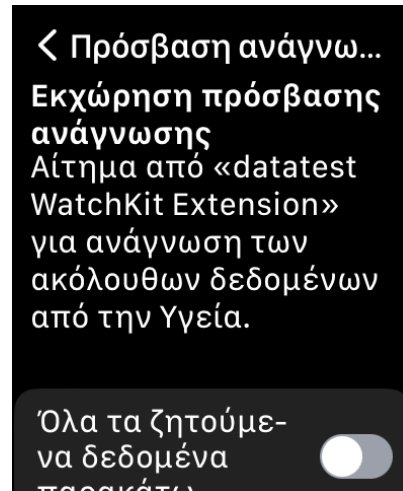 Πρόσβαση ανάγνω...
Εκχώρηση πρόσβασης
ανάγνωσης
Αίτημα από «datatest
WatchKit Extension»
για ανάγνωση των
ακόλουθων δεδομένων
από την Υγεία.
Όλα τα ζητούμε-
να δεδομένα
παρακάτω